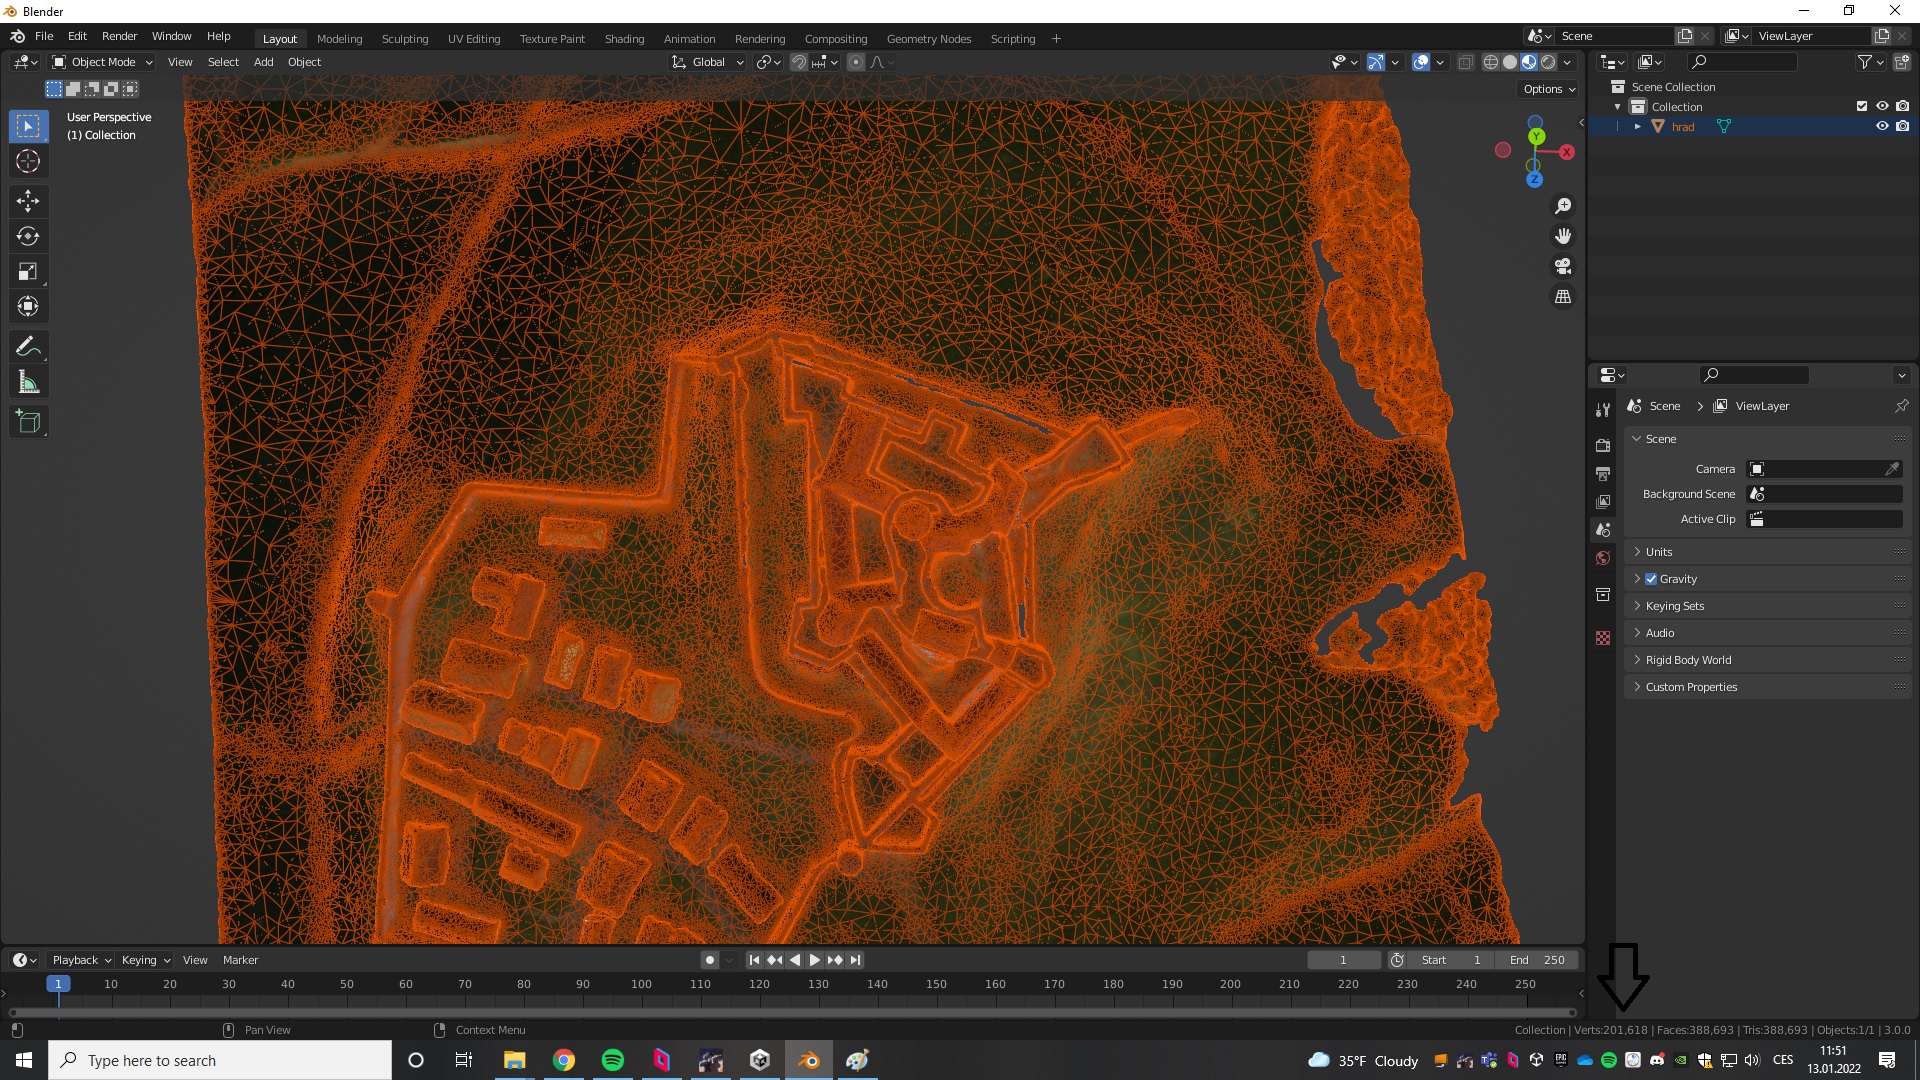 Blender
File Edit Render Window Help Layout Modeling Sculpting UV Editing Texture Paint Shading Animation Rendering Compositing Geometry Nodes Scripting + Scene ViewLayer
Object Mode View Select Add Object Global
Options
User Perspective
(1) Collection
Y
X
Z
Scene Collection
Collection
hrad
Scene > ViewLayer
Scene
Camera
Background Scene
Active Clip
Units
Gravity
Keying Sets
Audio
Rigid Body World
Custom Properties
Playback Keying View Marker 1 Start 1 End 250
1 10 20 30 40 50 60 70 80 90 100 110 120 130 140 150 160 170 180 190 200 210 220 230 240 250
Pan View Context Menu Collection | Verts:201,618 | Faces:388,693 | Tris:388,693 | Objects:1/1 | 3.0.0
Type here to search 35°F Cloudy CES 11:51
13.01.2022